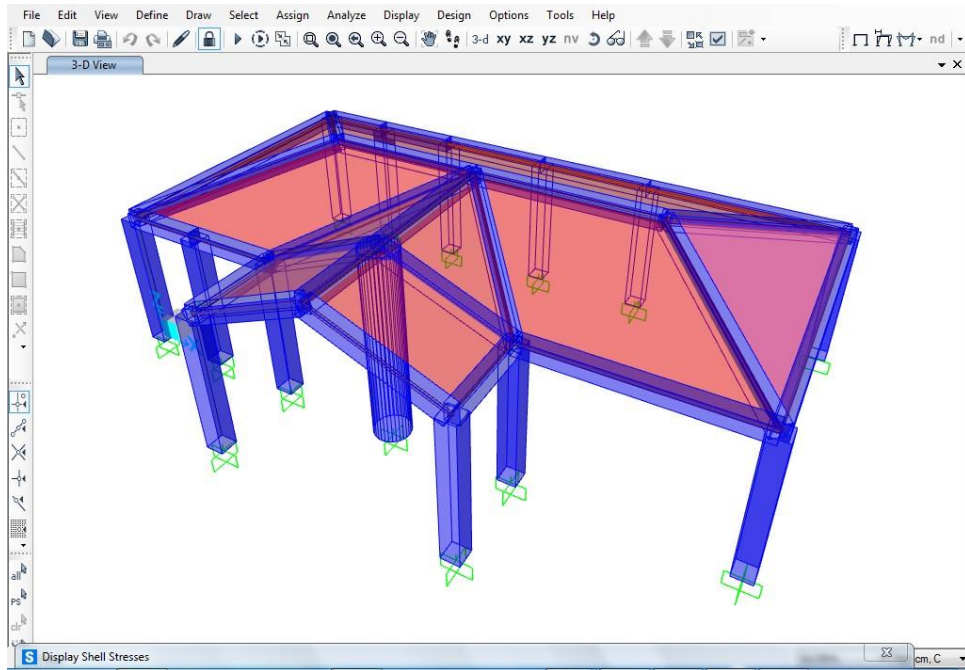 File Edit View Define Draw Select Assign Analyze Display Design Options Tools Help
3-d xy xz yz nv nd
3-D View
all
PS
clr
S Display Shell Stresses
cm, C